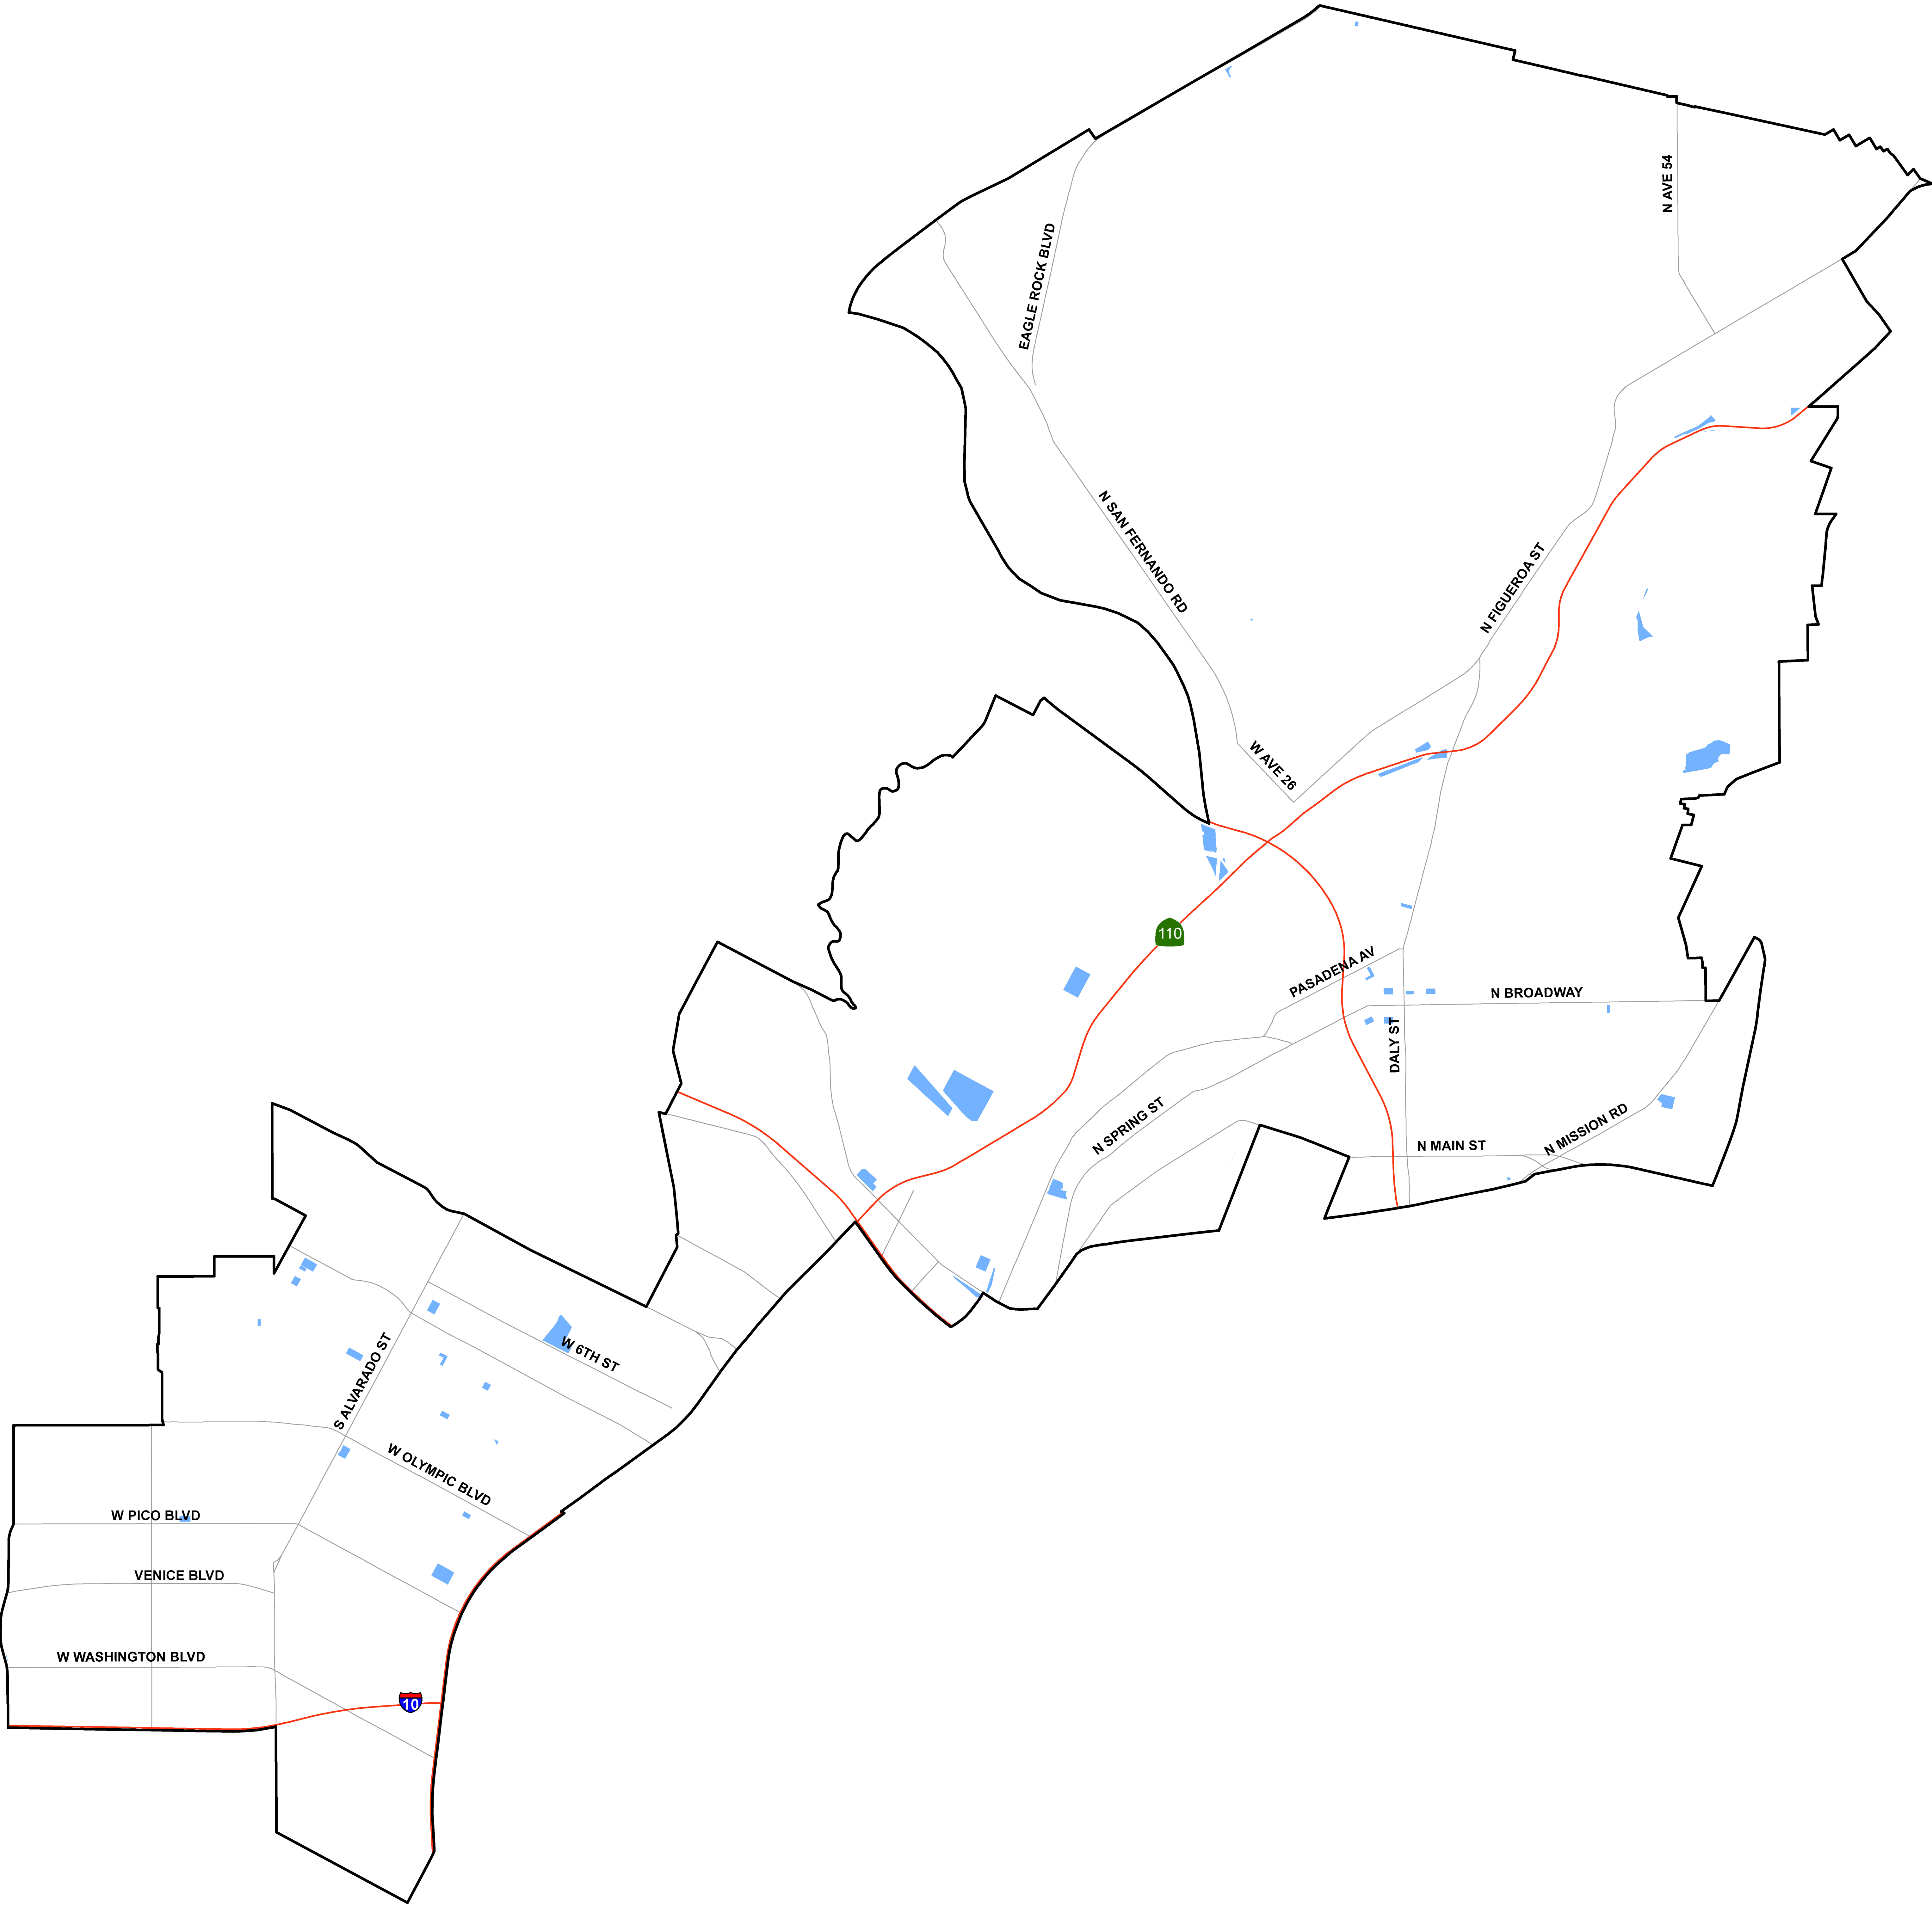 N AVE 54
EAGLE ROCK BLVD
N SAN FERNANDO RD
N FIGUEROA ST
W AVE 26
110
PASADENA AV
N BROADWAY
DALY ST
N SPRING ST
N MISSION RD
N MAIN ST
W 6TH ST
S ALVARADO ST
W OLYMPIC BLVD
W PICO BLVD
VENICE BLVD
W WASHINGTON BLVD
10